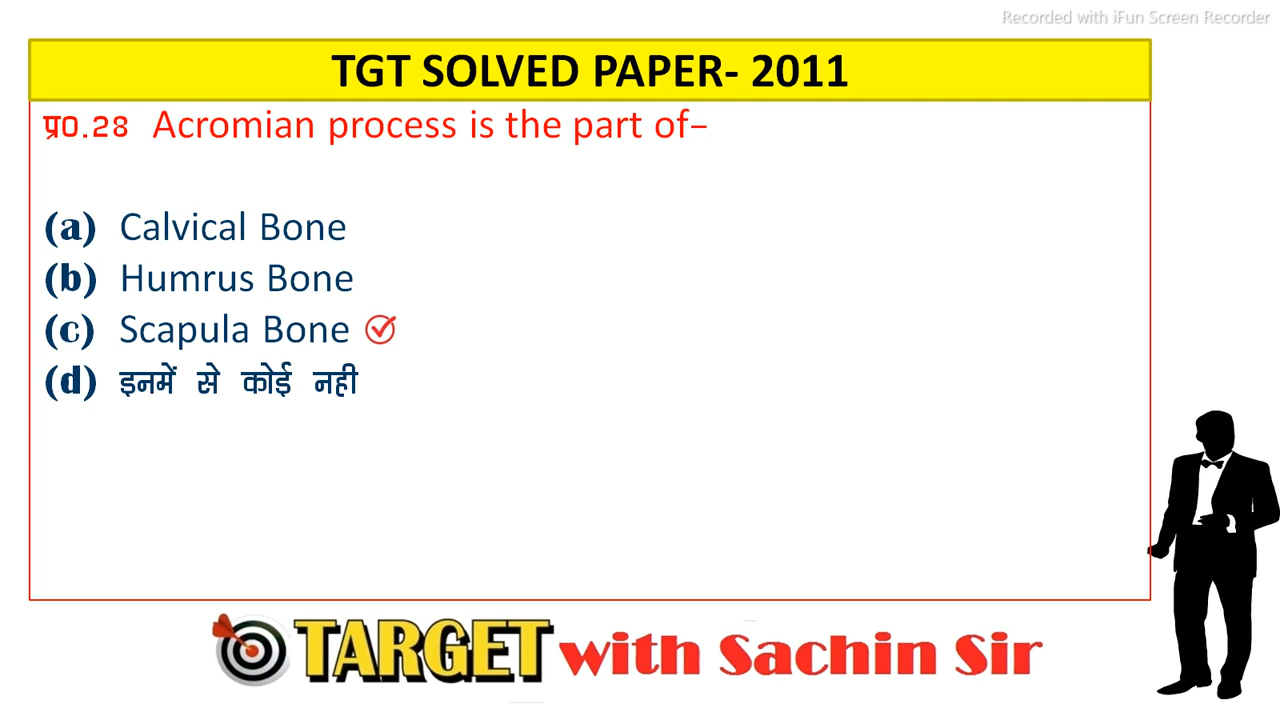 Recorded with iFun Screen Recorder
TGT SOLVED PAPER- 2011
प्र0.28 Acromian process is the part of-
(a) Calvical Bone
(b) Humrus Bone
(c) Scapula Bone
(d) इनमें से कोई नही
TARGET with Sachin Sir